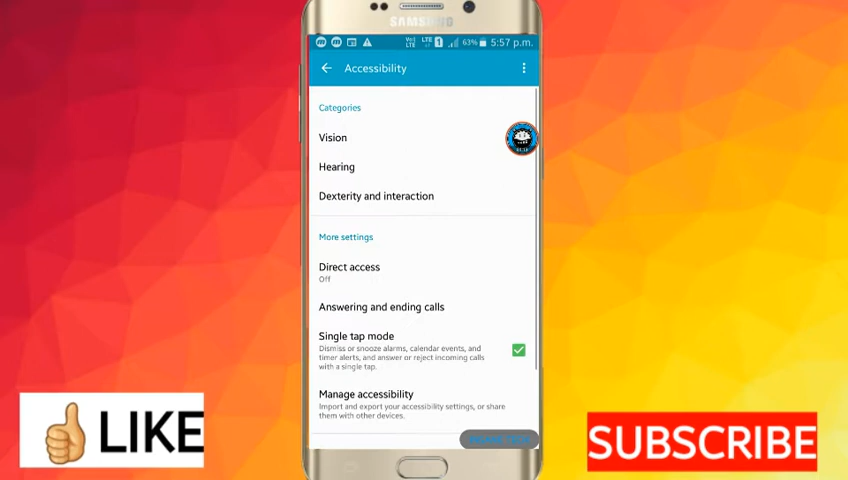 SAMSUNG
LTE 63% 5:57 p.m.
Accessibility
Categories
Vision
Hearing
Dexterity and interaction
More settings
Direct access
Off
Answering and ending calls
Single tap mode
Dismiss or snooze alarms, calendar events, and
timer alerts, and answer or reject incoming calls
with a single tap.
Manage accessibility
Import and export your accessibility settings, or share
them with other devices.
LIKE
SUBSCRIBE